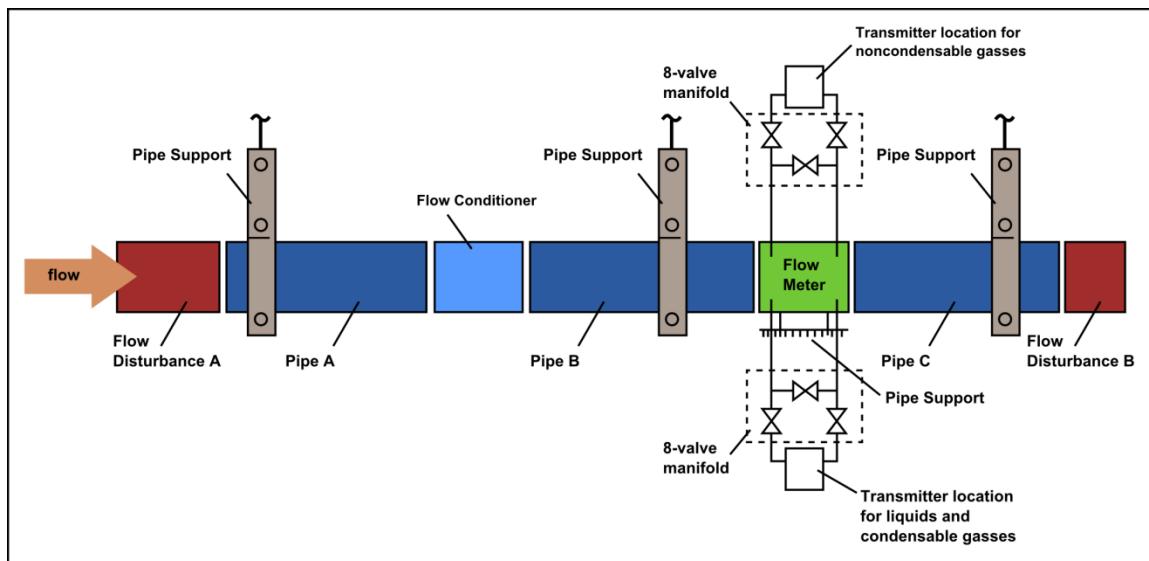 Transmitter location for
noncondensable gasses
8-valve
manifold
Pipe Support
Pipe Support
Pipe Support
Flow Conditioner
flow
Flow
Meter
Flow
Disturbance A
Pipe A
Pipe B
Pipe C
Flow
Disturbance B
Pipe Support
8-valve
manifold
Transmitter location
for liquids and
condensable gasses